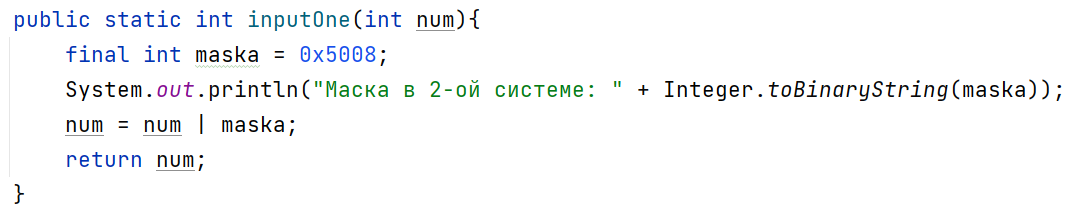 public static int inputOne(int num){
    final int maska = 0x5008;
    System.out.println("Маска в 2-ой системе: " + Integer.toBinaryString(maska));
    num = num | maska;
    return num;
}